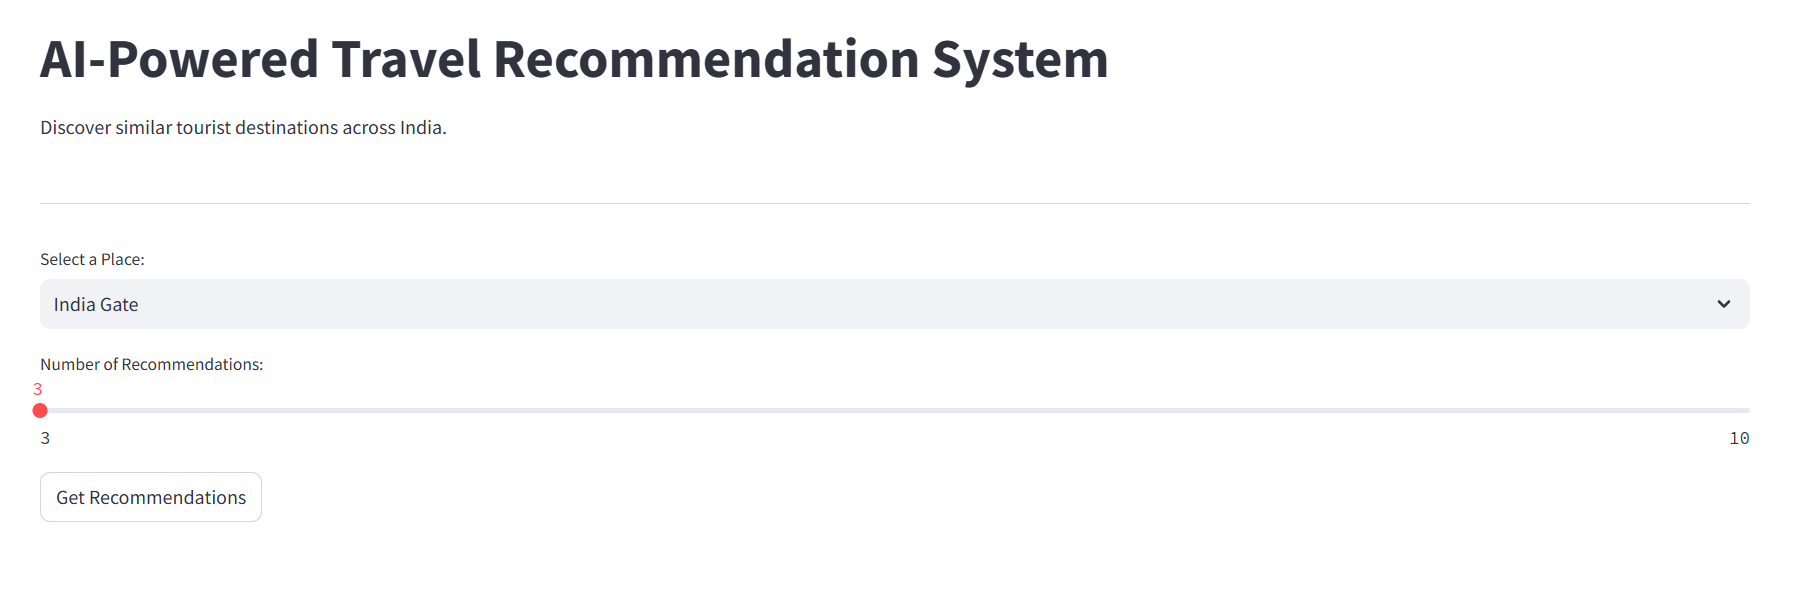 AI-Powered Travel Recommendation System
Discover similar tourist destinations across India.
Select a Place:
India Gate
Number of Recommendations:
3
3 10
Get Recommendations